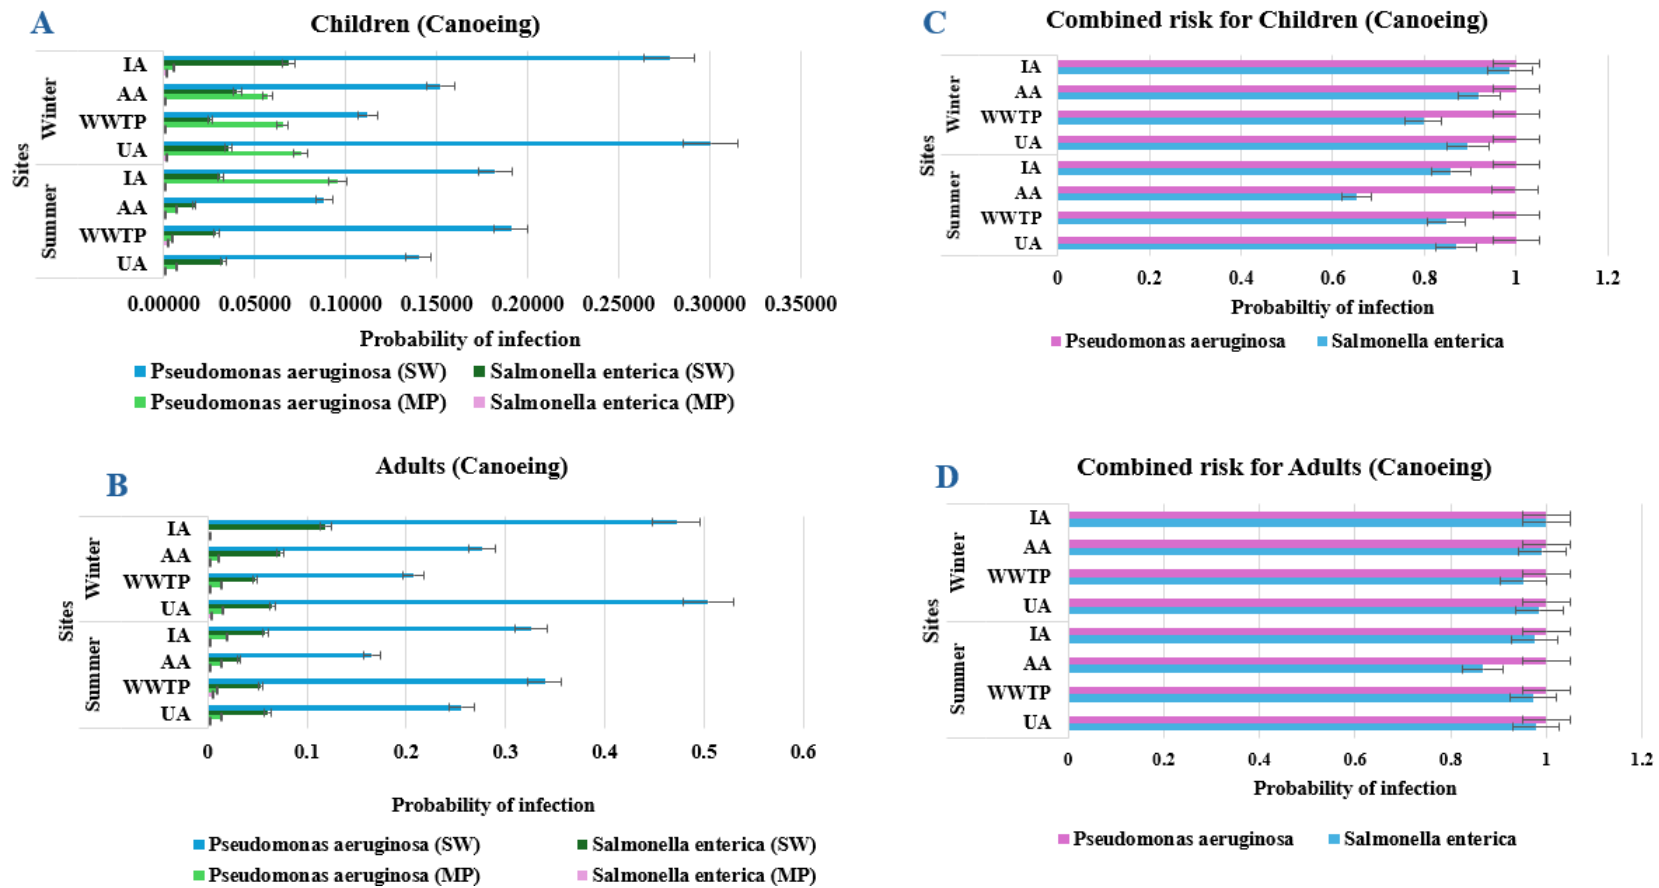 A
Children (Canoeing)
Sites
Winter
Summer
IA
AA
WWTP
UA
IA
AA
WWTP
UA
0.00000 0.05000 0.10000 0.15000 0.20000 0.25000 0.30000 0.35000
Probability of infection
Pseudomonas aeruginosa (SW) Salmonella enterica (SW)
Pseudomonas aeruginosa (MP) Salmonella enterica (MP)
C
Combined risk for Children (Canoeing)
Sites
Winter
Summer
IA
AA
WWTP
UA
IA
AA
WWTP
UA
0 0.2 0.4 0.6 0.8 1 1.2
Probabiltiy of infection
Pseudomonas aeruginosa Salmonella enterica
B
Adults (Canoeing)
Sites
Winter
Summer
IA
AA
WWTP
UA
IA
AA
WWTP
UA
0 0.1 0.2 0.3 0.4 0.5 0.6
Probability of infection
Pseudomonas aeruginosa (SW) Salmonella enterica (SW)
Pseudomonas aeruginosa (MP) Salmonella enterica (MP)
D
Combined risk for Adults (Canoeing)
Sites
Winter
Summer
IA
AA
WWTP
UA
IA
AA
WWTP
UA
0 0.2 0.4 0.6 0.8 1 1.2
Probability of infection
Pseudomonas aeruginosa Salmonella enterica